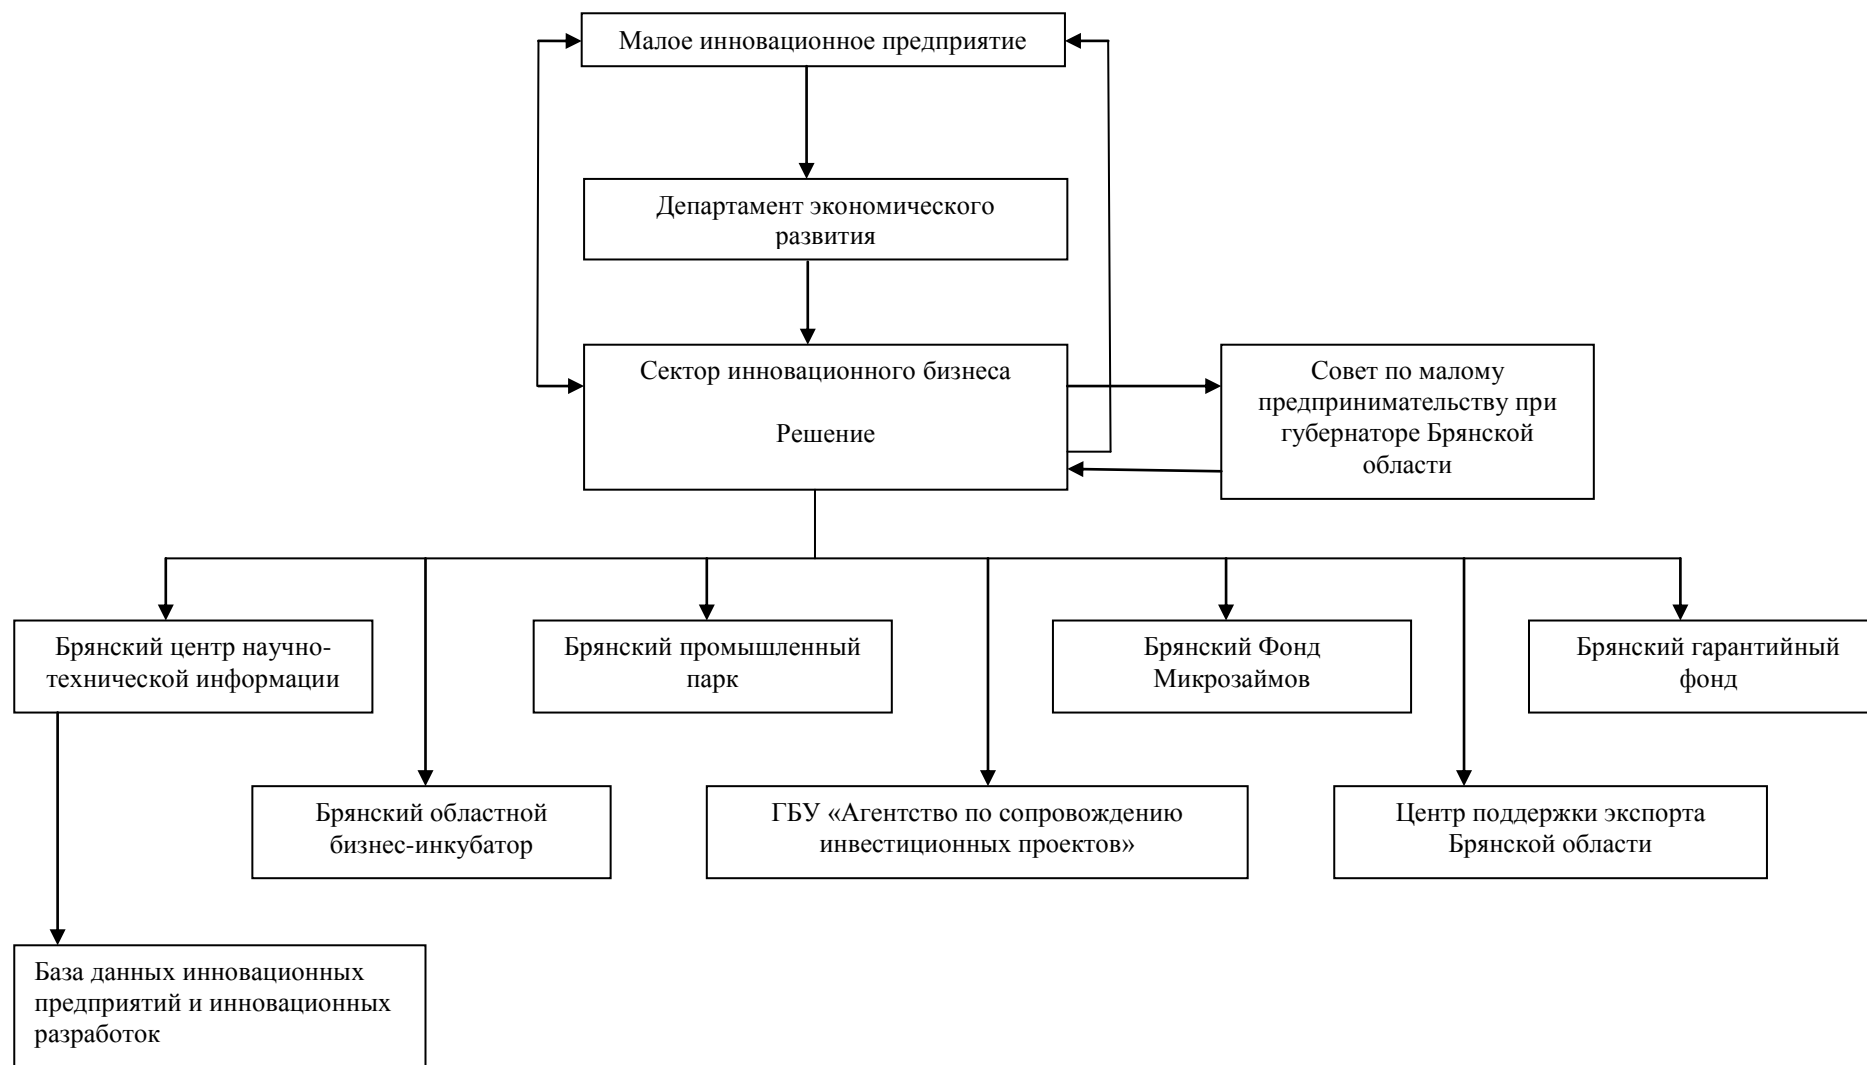 Малое инновационное предприятие
Департамент экономического
развития
Сектор инновационного бизнеса
Решение
Совет по малому
предпринимательству при
губернаторе Брянской
области
Брянский центр научно-
технической информации
Брянский промышленный
парк
Брянский Фонд
Микрозаймов
Брянский гарантийный
фонд
Брянский областной
бизнес-инкубатор
ГБУ «Агентство по сопровождению
инвестиционных проектов»
Центр поддержки экспорта
Брянской области
База данных инновационных
предприятий и инновационных
разработок